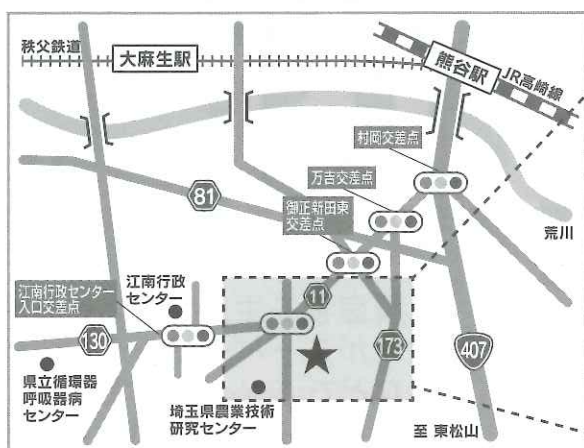 秩父鉄道
大麻生駅
熊谷駅
JR高崎線
村岡交差点
万吉交差点
81
御正新田東
交差点
荒川
江南行政センター
入口交差点
江南行政
センター
11
130
173
407
県立循環器
呼吸器病
センター
埼玉県農業技術
研究センター
至 東松山